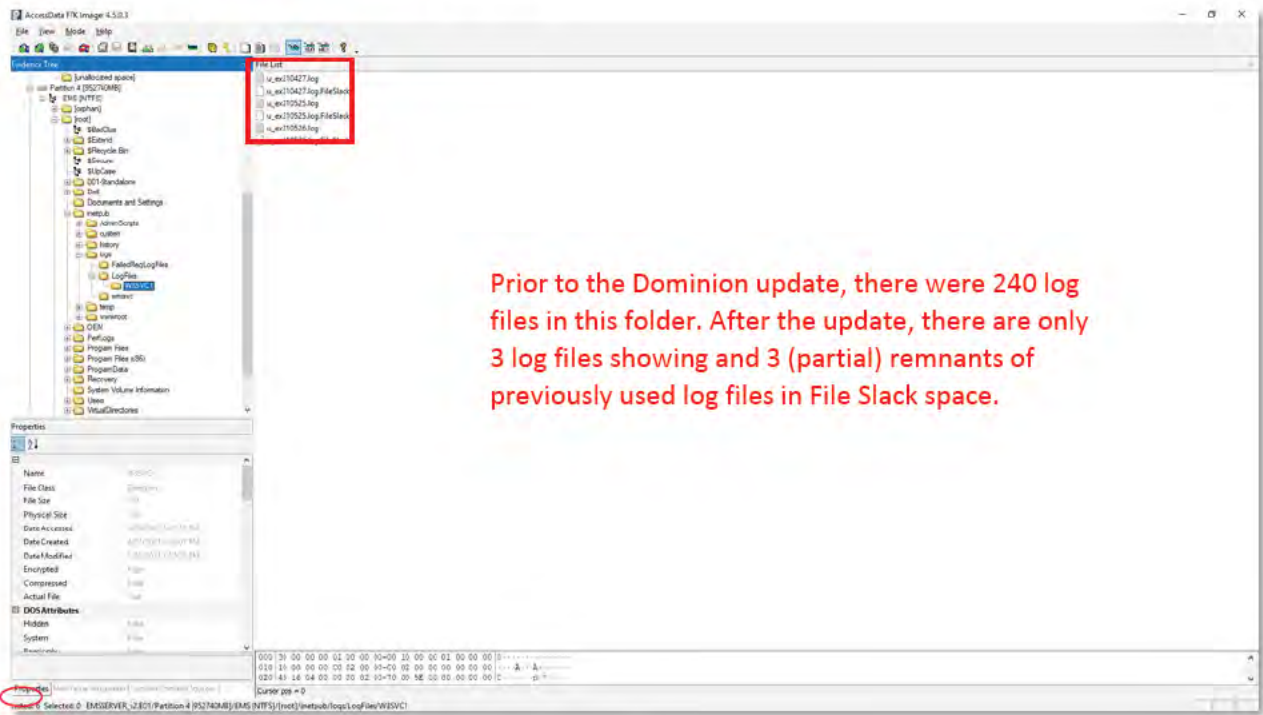 AccessData FTK Imager 4.5.0.3
File View Mode Help
Evidence Tree
[unallocated space]
Partition 4 [952740MB]
EMS [NTFS]
[orphan]
[root]
$BadClus
$Extend
$Recycle.Bin
$Secure
$UpCase
001-Standalone
Dell
Documents and Settings
inetpub
AdminScripts
custerr
history
logs
FailedReqLogFiles
LogFiles
W3SVC1
wmsvc
temp
wwwroot
OEM
PerfLogs
Program Files
Program Files (x86)
ProgramData
Recovery
System Volume Information
Users
VirtualDirectories
File List
u_ex210427.log
u_ex210427.log.FileSlack
u_ex210525.log
u_ex210525.log.FileSlack
u_ex210526.log
Prior to the Dominion update, there were 240 log
files in this folder. After the update, there are only
3 log files showing and 3 (partial) remnants of
previously used log files in File Slack space.
Properties
Name
File Class
File Size
Physical Size
Date Accessed
Date Created
Date Modified
Encrypted
Compressed
Actual File
DOS Attributes
Hidden
System
Properties
Cursor pos = 0
Selected: 0 EMSSERVER_v2.E01/Partition 4 [952740MB]/EMS [NTFS]/[root]/inetpub/logs/LogFiles/W3SVC1